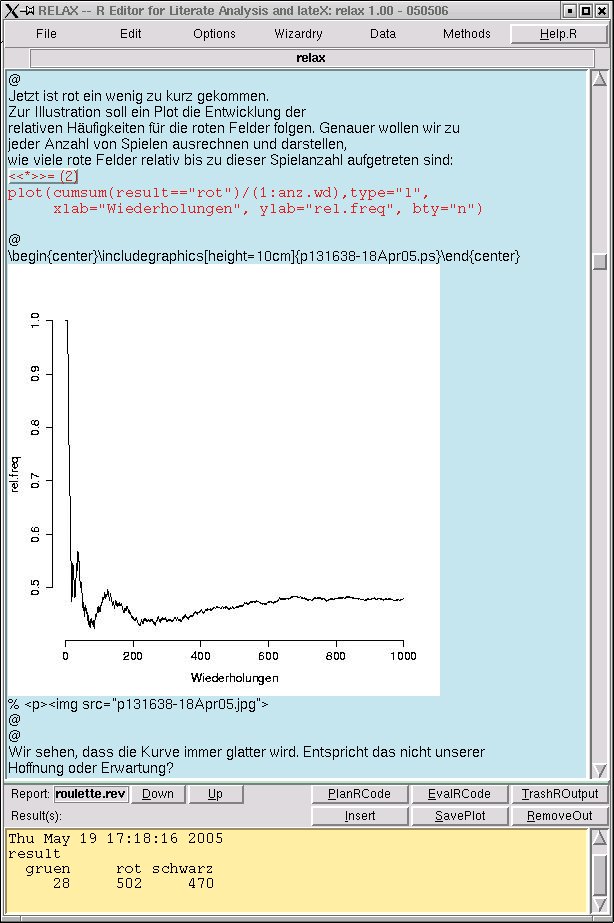 RELAX -- R Editor for Literate Analysis and lateX: relax 1.00 - 050506
File Edit Options Wizardry Data Methods Help.R
relax
@
Jetzt ist rot ein wenig zu kurz gekommen.
Zur Illustration soll ein Plot die Entwicklung der
relativen Häufigkeiten für die roten Felder folgen. Genauer wollen wir zu
jeder Anzahl von Spielen ausrechnen und darstellen,
wie viele rote Felder relativ bis zu dieser Spielanzahl aufgetreten sind:
<<*>>= (2)
plot(cumsum(result=="rot")/(1:anz.wd),type="l",
xlab="Wiederholungen", ylab="rel.freq", bty="n")
@
\begin{center}\includegraphics[height=10cm]{p131638-18Apr05.ps}\end{center}
1.0
0.9
0.8
0.7
0.6
0.5
rel.freq
0 200 400 600 800 1000
Wiederholungen
% <p><img src="p131638-18Apr05.jpg">
@
@
Wir sehen, dass die Kurve immer glatter wird. Entspricht das nicht unserer
Hoffnung oder Erwartung?
Report: roulette.rev Down Up PlanRCode EvalRCode TrashROutput
Result(s): Insert SavePlot RemoveOut
Thu May 19 17:18:16 2005
result
gruen rot schwarz
28 502 470